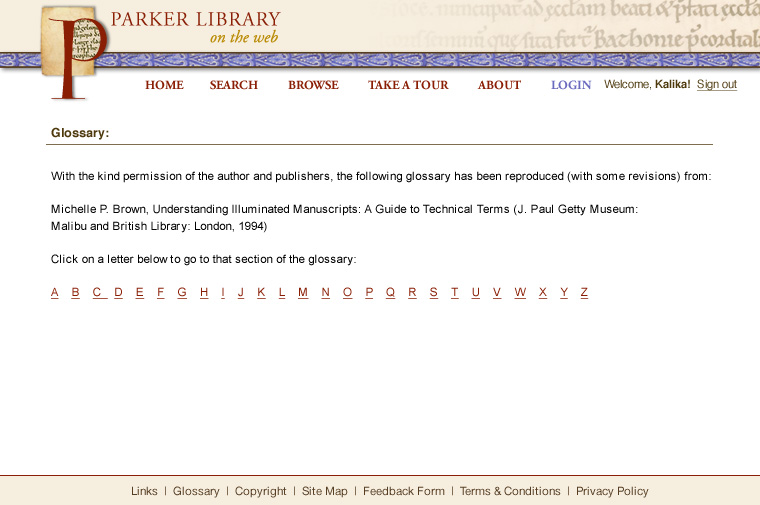 PARKER LIBRARY
on the web
HOME SEARCH BROWSE TAKE A TOUR ABOUT LOGIN Welcome, Kalika! Sign out
Glossary:
With the kind permission of the author and publishers, the following glossary has been reproduced (with some revisions) from:
Michelle P. Brown, Understanding Illuminated Manuscripts: A Guide to Technical Terms (J. Paul Getty Museum:
Malibu and British Library: London, 1994)
Click on a letter below to go to that section of the glossary:
A B C D E F G H I J K L M N O P Q R S T U V W X Y Z
Links | Glossary | Copyright | Site Map | Feedback Form | Terms & Conditions | Privacy Policy